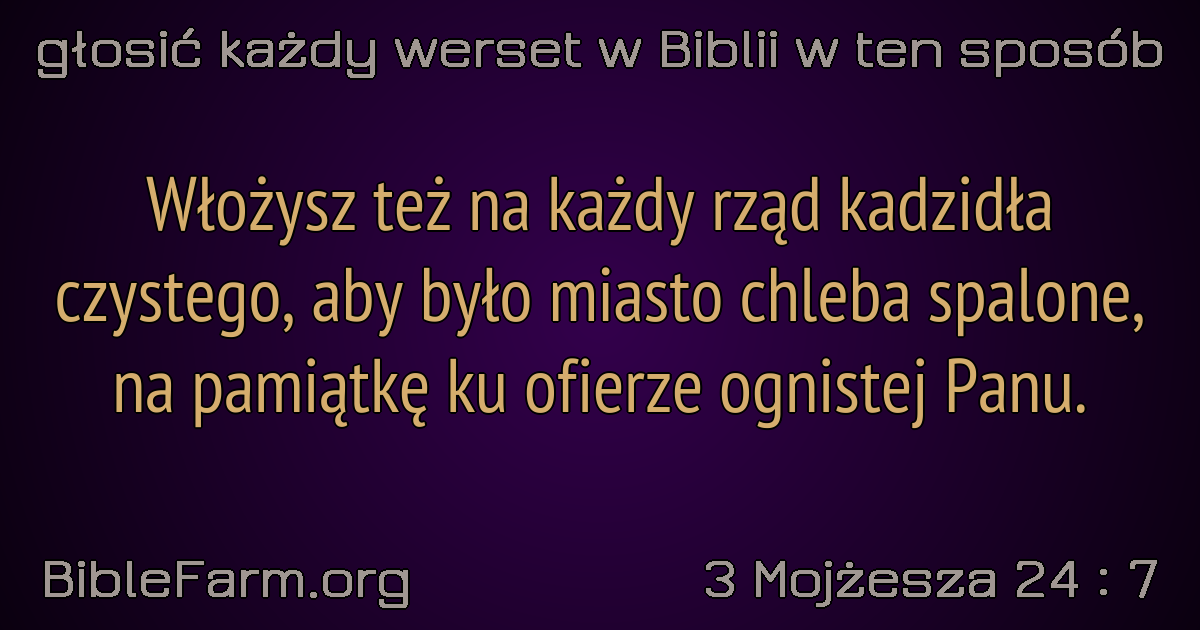 głosić każdy werset w Biblii w ten sposób
Włożysz też na każdy rząd kadzidła
czystego, aby było miasto chleba spalone,
na pamiątkę ku ofierze ognistej Panu.
BibleFarm.org
3 Mojżesza 24 : 7